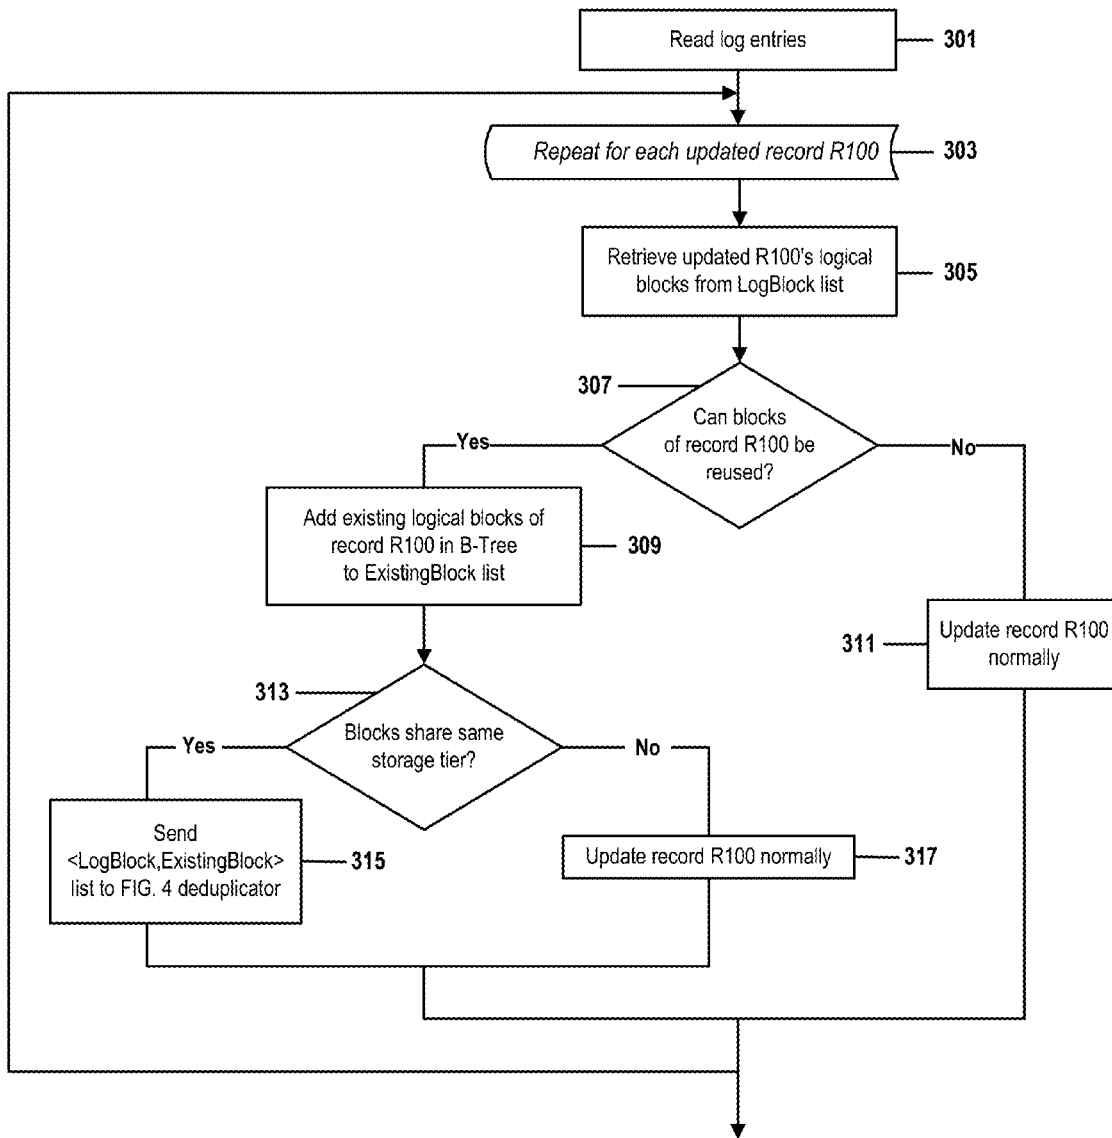 Read log entries
301
Repeat for each updated record R100
303
Retrieve updated R100's logical
blocks from LogBlock list
305
307
Can blocks
of record R100 be
reused?
Yes
No
Add existing logical blocks of
record R100 in B-Tree
to ExistingBlock list
309
311
Update record R100
normally
313
Blocks share same
storage tier?
Yes
No
Send
<LogBlock,ExistingBlock>
list to FIG. 4 deduplicator
315
Update record R100 normally
317